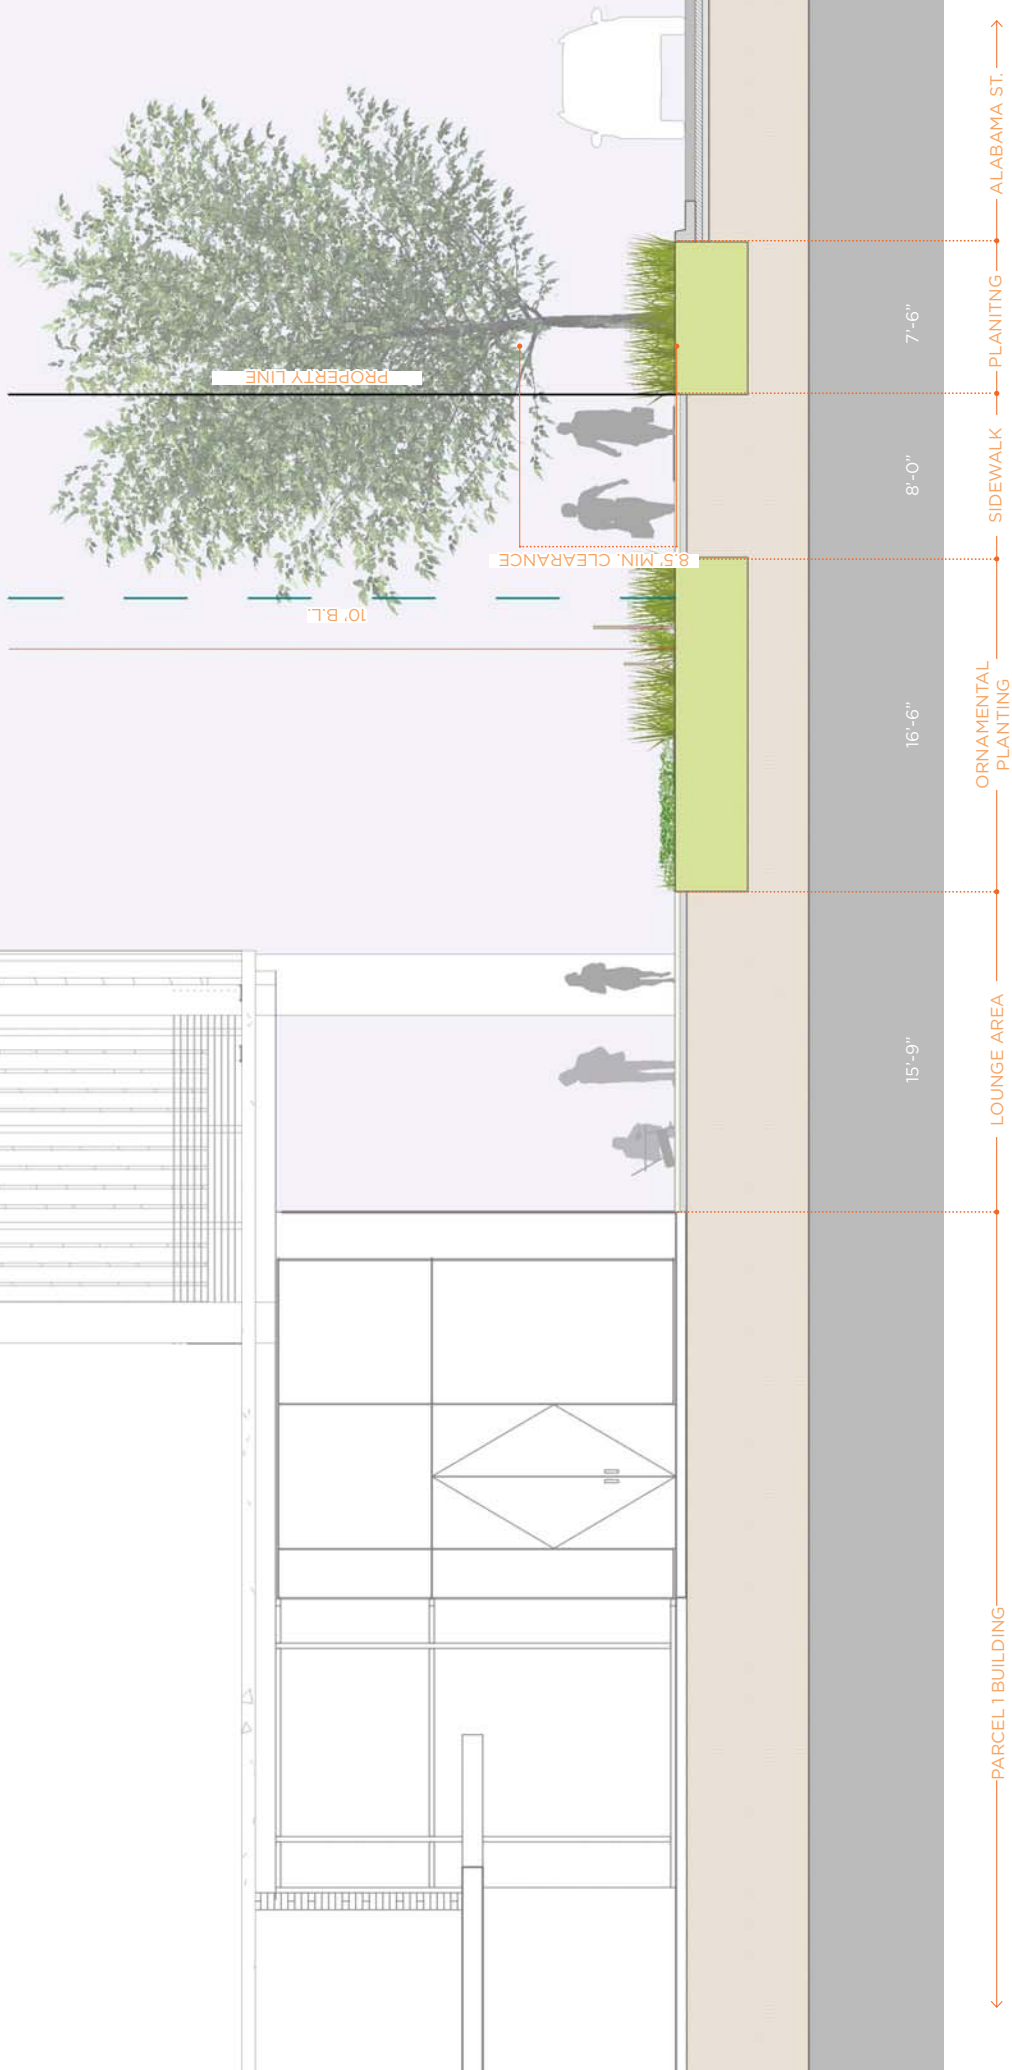 PROPERTY LINE
10' B.L.
8.5' MIN. CLEARANCE
15'-9"
16'-6"
8'-0"
7'-6"
PARCEL 1 BUILDING
LOUNGE AREA
ORNAMENTAL
PLANTING
SIDEWALK
PLANITNG
ALABAMA ST.